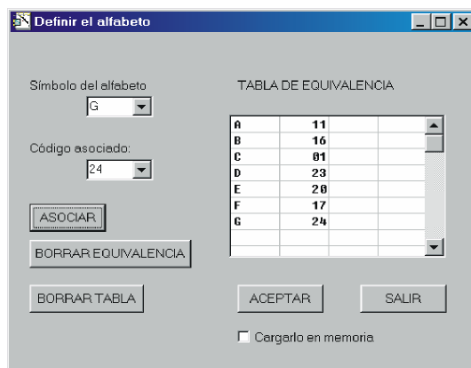 Definir el alfabeto
Símbolo del alfabeto
G
Código asociado:
24
ASOCIAR
BORRAR EQUIVALENCIA
BORRAR TABLA
TABLA DE EQUIVALENCIA
A 11
B 16
C 01
D 23
E 20
F 17
G 24
ACEPTAR
SALIR
Cargarlo en memoria